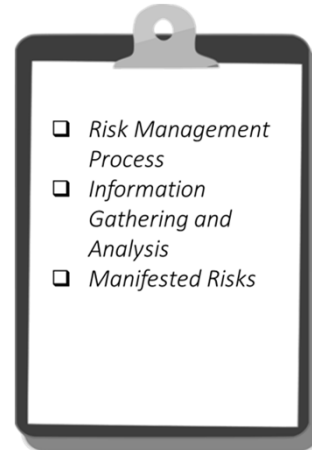 ❑ Risk Management
Process
❑ Information
Gathering and
Analysis
❑ Manifested Risks